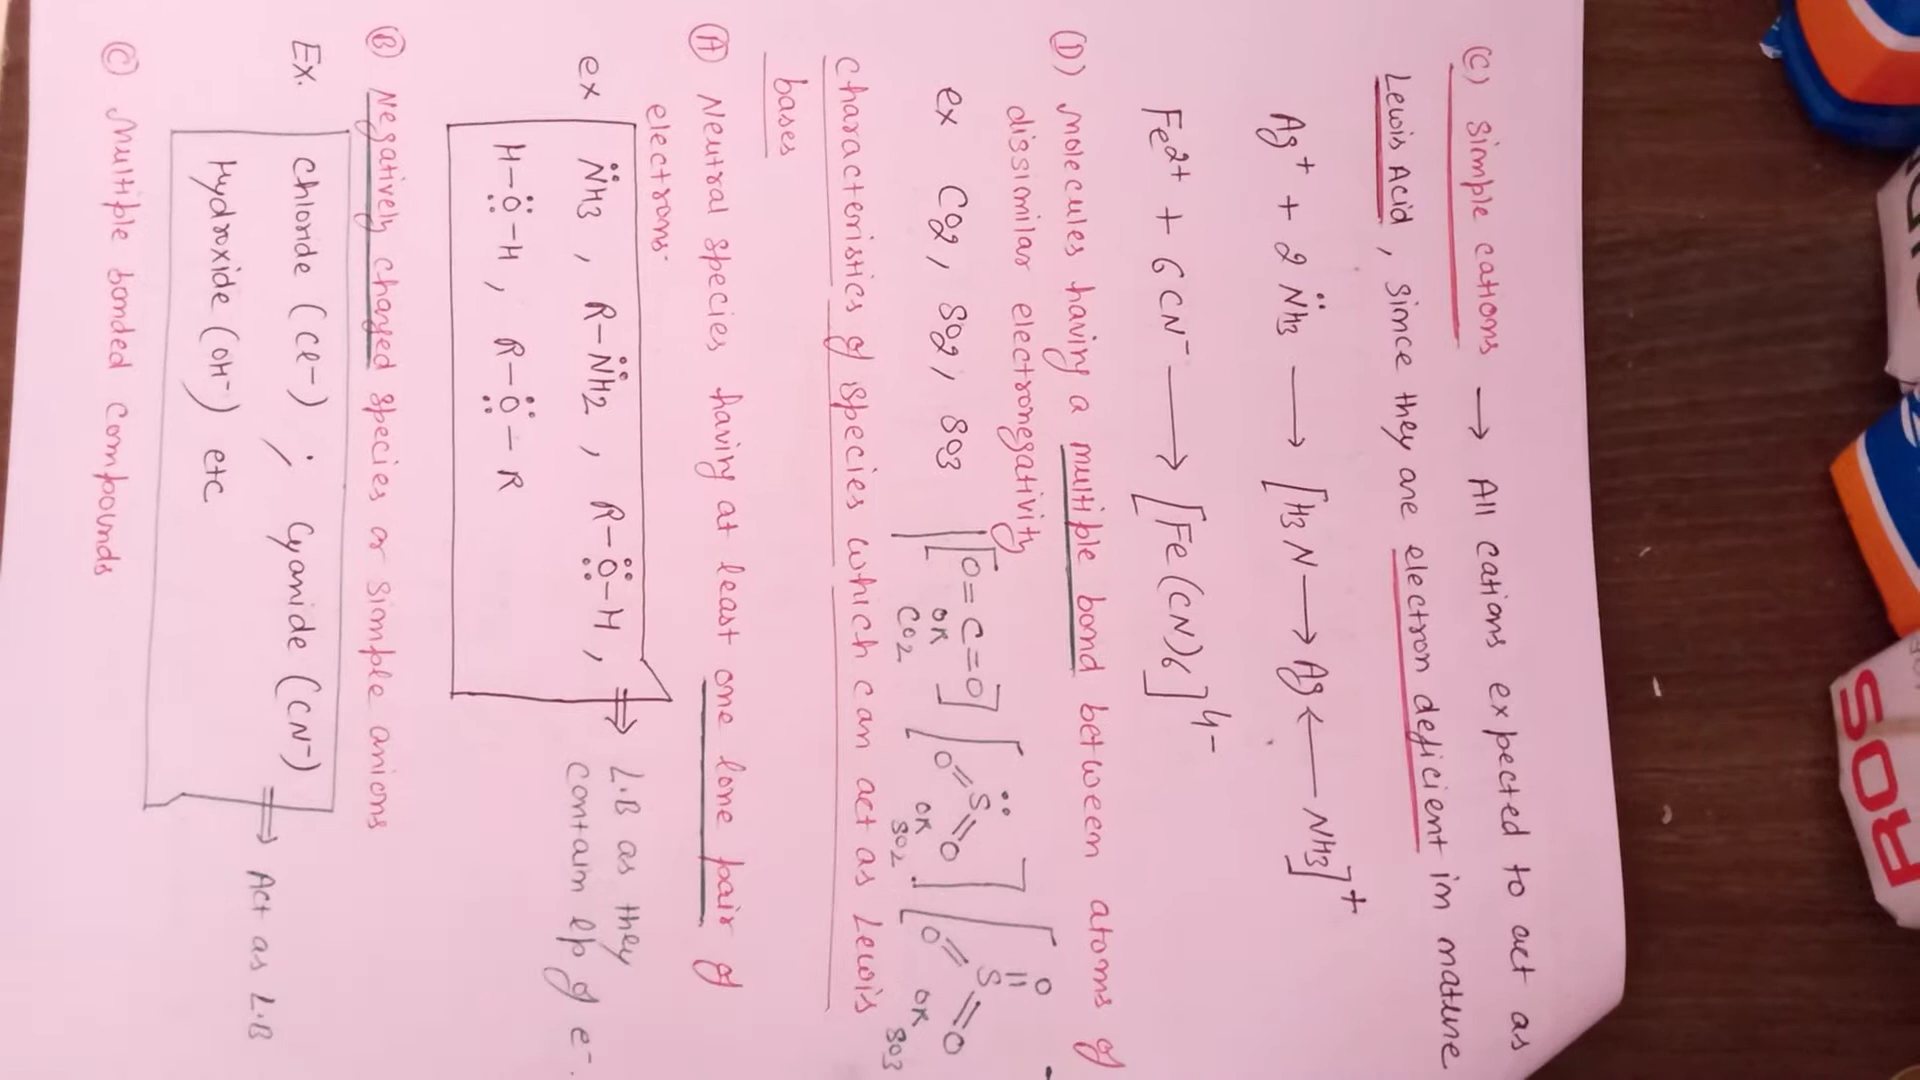 (C) Simple cations → All cations expected to act as
Lewis Acid, since they are electron deficient in nature
Ag⁺ + 2 N̈H₃ ⟶ [H₃N⟶Ag⟵NH₃]⁺
Fe²⁺ + 6CN⁻ ⟶ [Fe(CN)₆]⁴⁻
(D) Molecules having a multiple bond between atoms of
dissimilar electronegativity
ex CO₂, SO₂, SO₃ [O=C=O] or CO₂ [O=S̈=O] or SO₂ [O=S(=O)=O] or SO₃
Characteristics of species which can act as Lewis
bases
(A) Neutral species having at least one lone pair of
electrons
ex N̈H₃, R-N̈H₂, R-Ö-H, ⇒ L.B as they
H-Ö-H, R-Ö-R contain lp of e⁻.
(B) Negatively charged species or simple anions
Ex. Chloride (Cl⁻) ; Cyanide (CN⁻) ⇒ Act as L.B
Hydroxide (OH⁻) etc
(C) Multiple bonded compounds
ROS